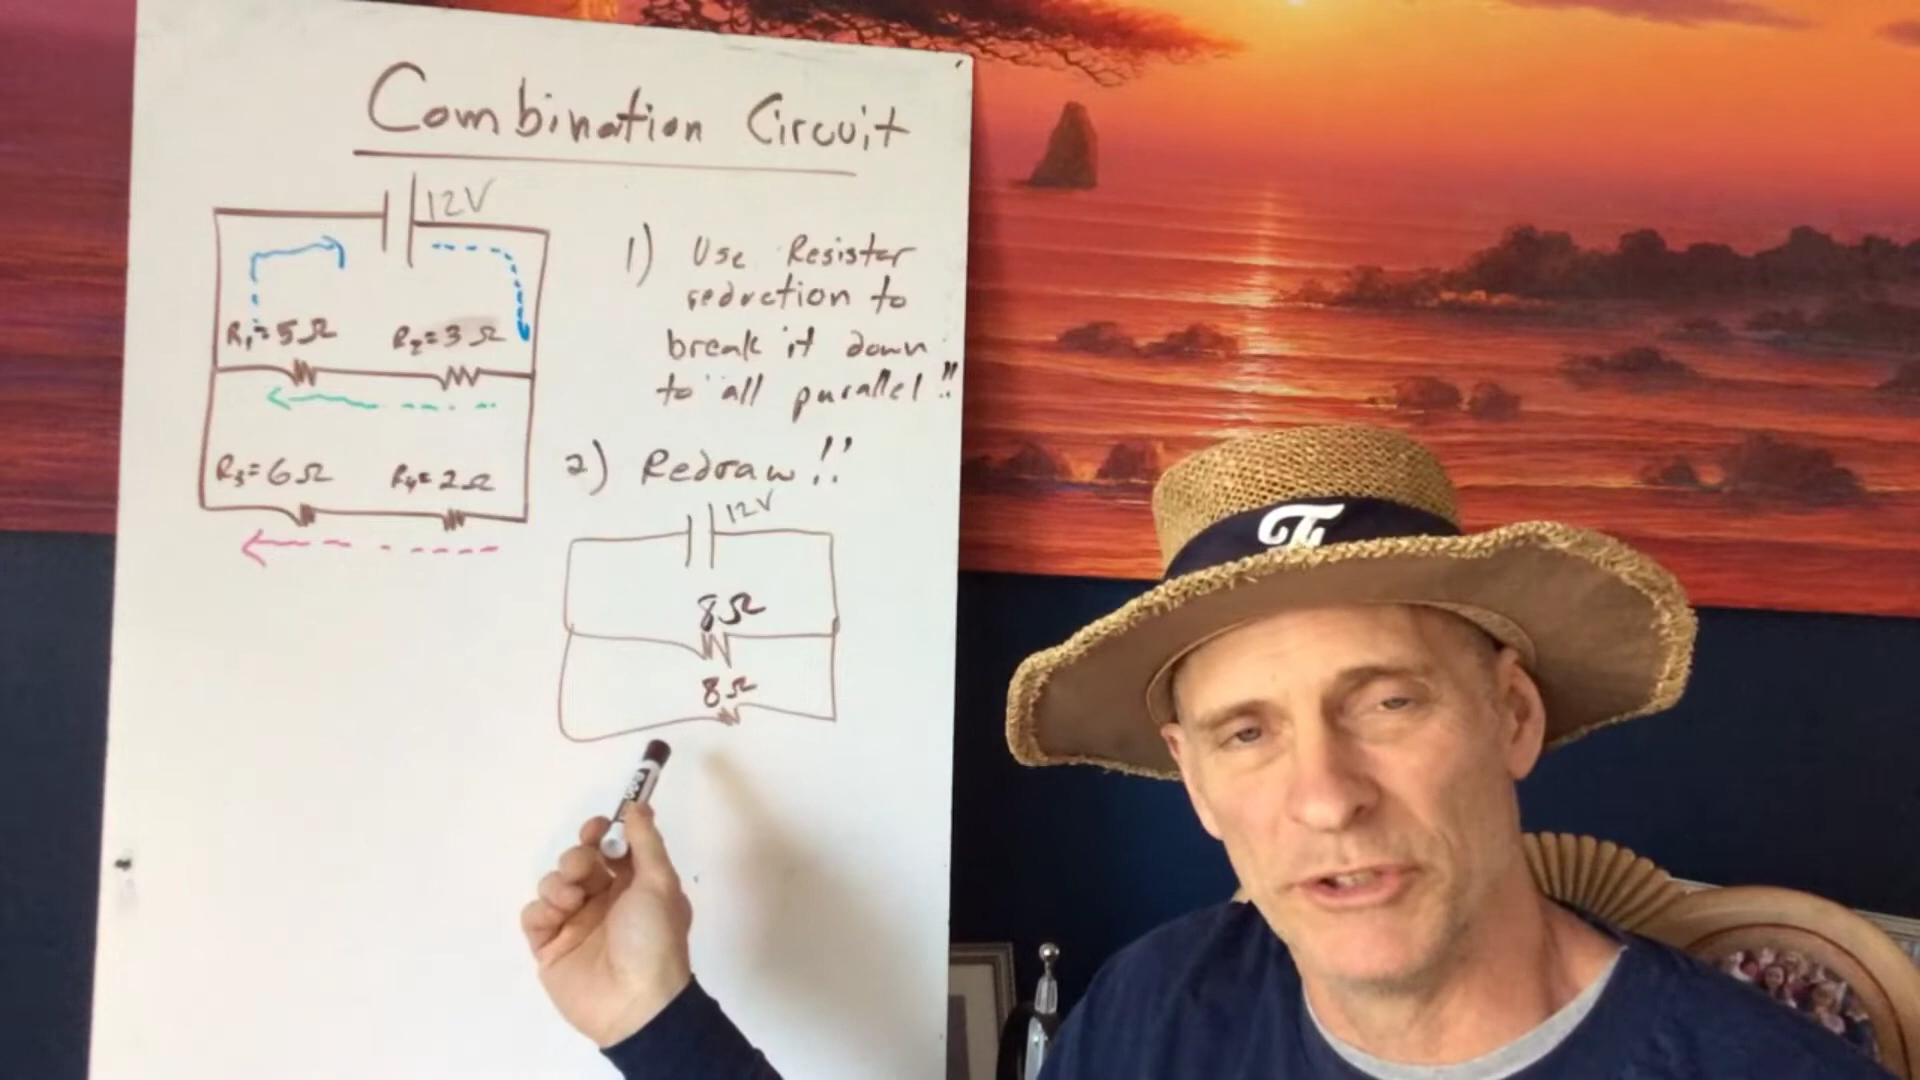 Combination Circuit
12V
R₁=5Ω R₂=3Ω
R₃=6Ω R₄=2Ω
1) Use Resister
reduction to
break it down
to all parallel!!
2) Redraw!!
12V
8Ω
8Ω